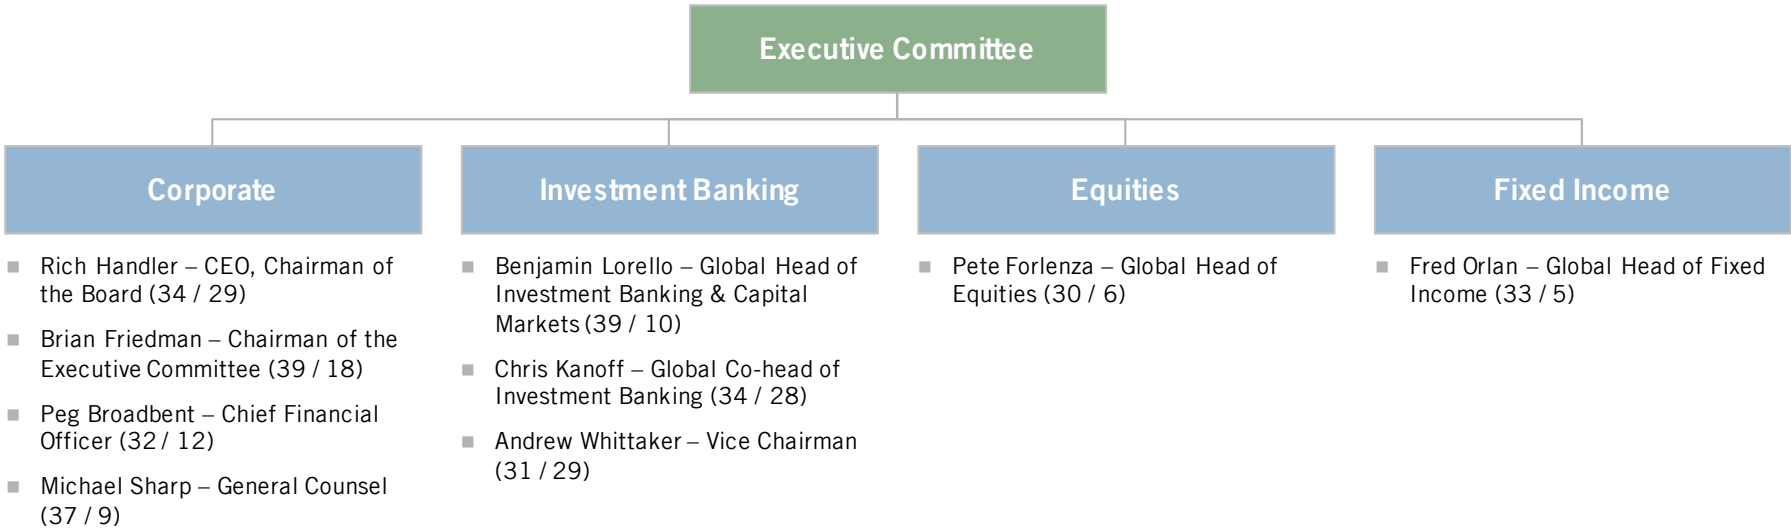 Executive Committee
Corporate
Rich Handler – CEO, Chairman of
the Board (34 / 29)
Brian Friedman – Chairman of the
Executive Committee (39 / 18)
Peg Broadbent – Chief Financial
Officer (32 / 12)
Michael Sharp – General Counsel
(37 / 9)
Investment Banking
Benjamin Lorello – Global Head of
Investment Banking & Capital
Markets (39 / 10)
Chris Kanoff – Global Co-head of
Investment Banking (34 / 28)
Andrew Whittaker – Vice Chairman
(31 / 29)
Equities
Pete Forlenza – Global Head of
Equities (30 / 6)
Fixed Income
Fred Orlan – Global Head of Fixed
Income (33 / 5)